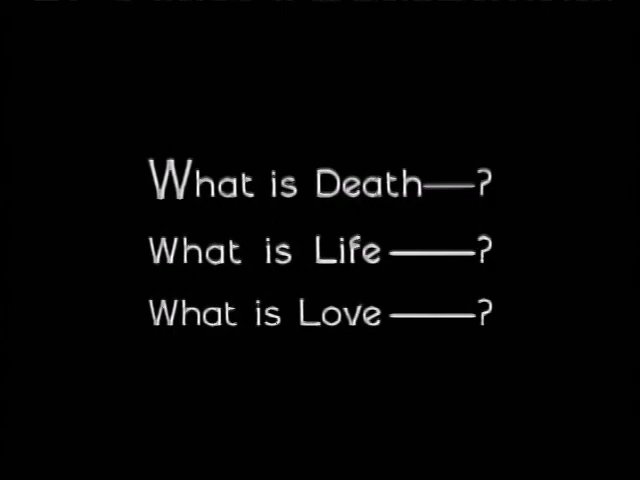 What is Death—?
What is Life—?
What is Love—?